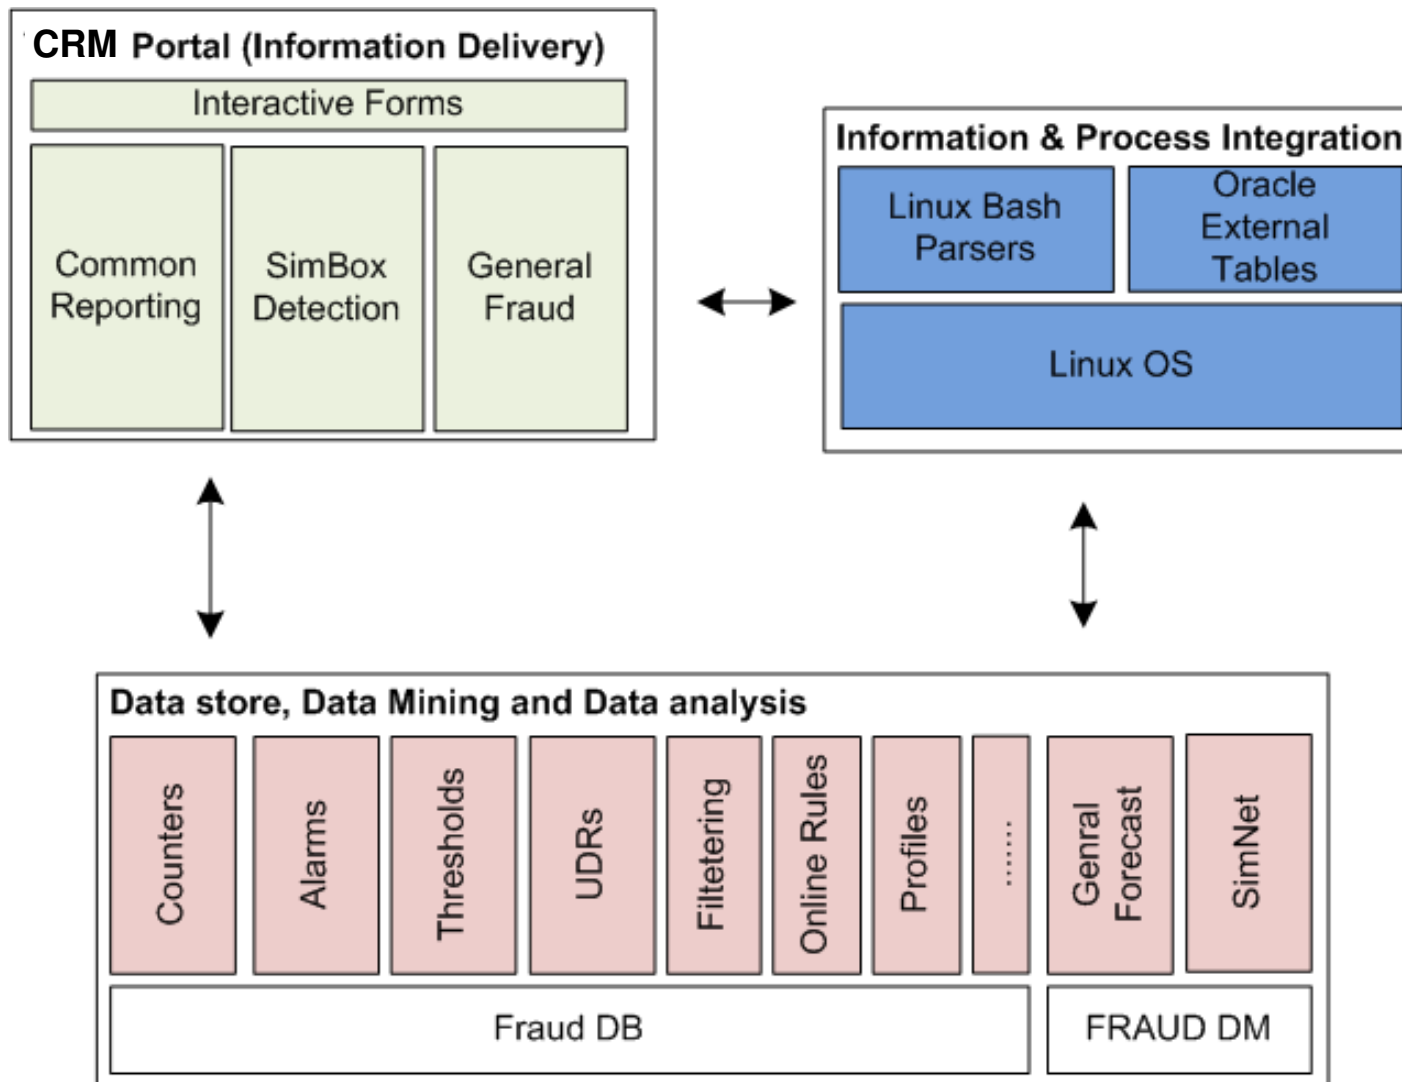 CRM Portal (Information Delivery)
Interactive Forms
Common
Reporting
SimBox
Detection
General
Fraud
Information & Process Integration
Linux Bash
Parsers
Oracle
External
Tables
Linux OS
Data store, Data Mining and Data analysis
Counters
Alarms
Thresholds
UDRs
Filtetering
Online Rules
Profiles
........
Genral
Forecast
SimNet
Fraud DB
FRAUD DM